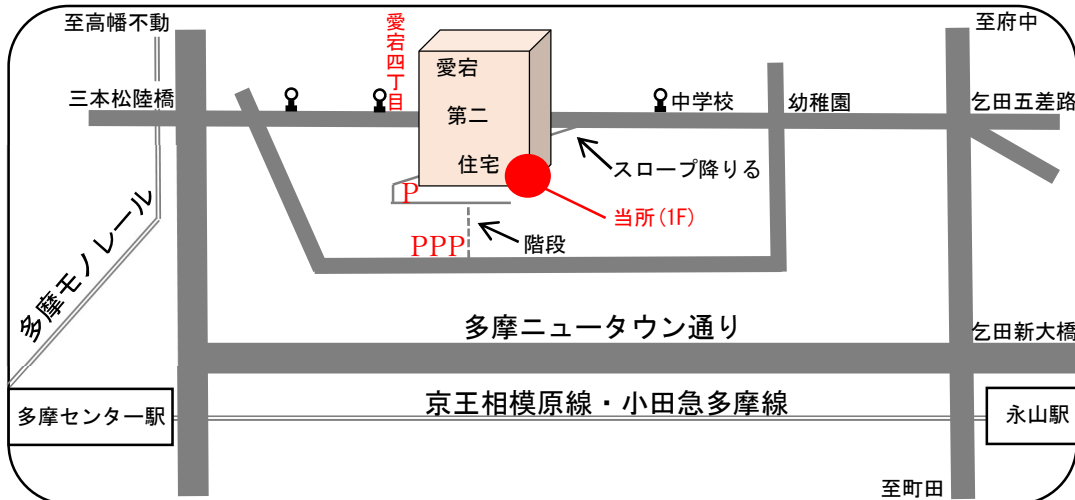 至高幡不動
愛宕四丁目
至府中
愛宕
三本松陸橋
第二
中学校
幼稚園
乞田五差路
住宅
スロープ降りる
P
当所(1F)
PPP
階段
多摩モノレール
多摩ニュータウン通り
乞田新大橋
京王相模原線・小田急多摩線
多摩センター駅
永山駅
至町田